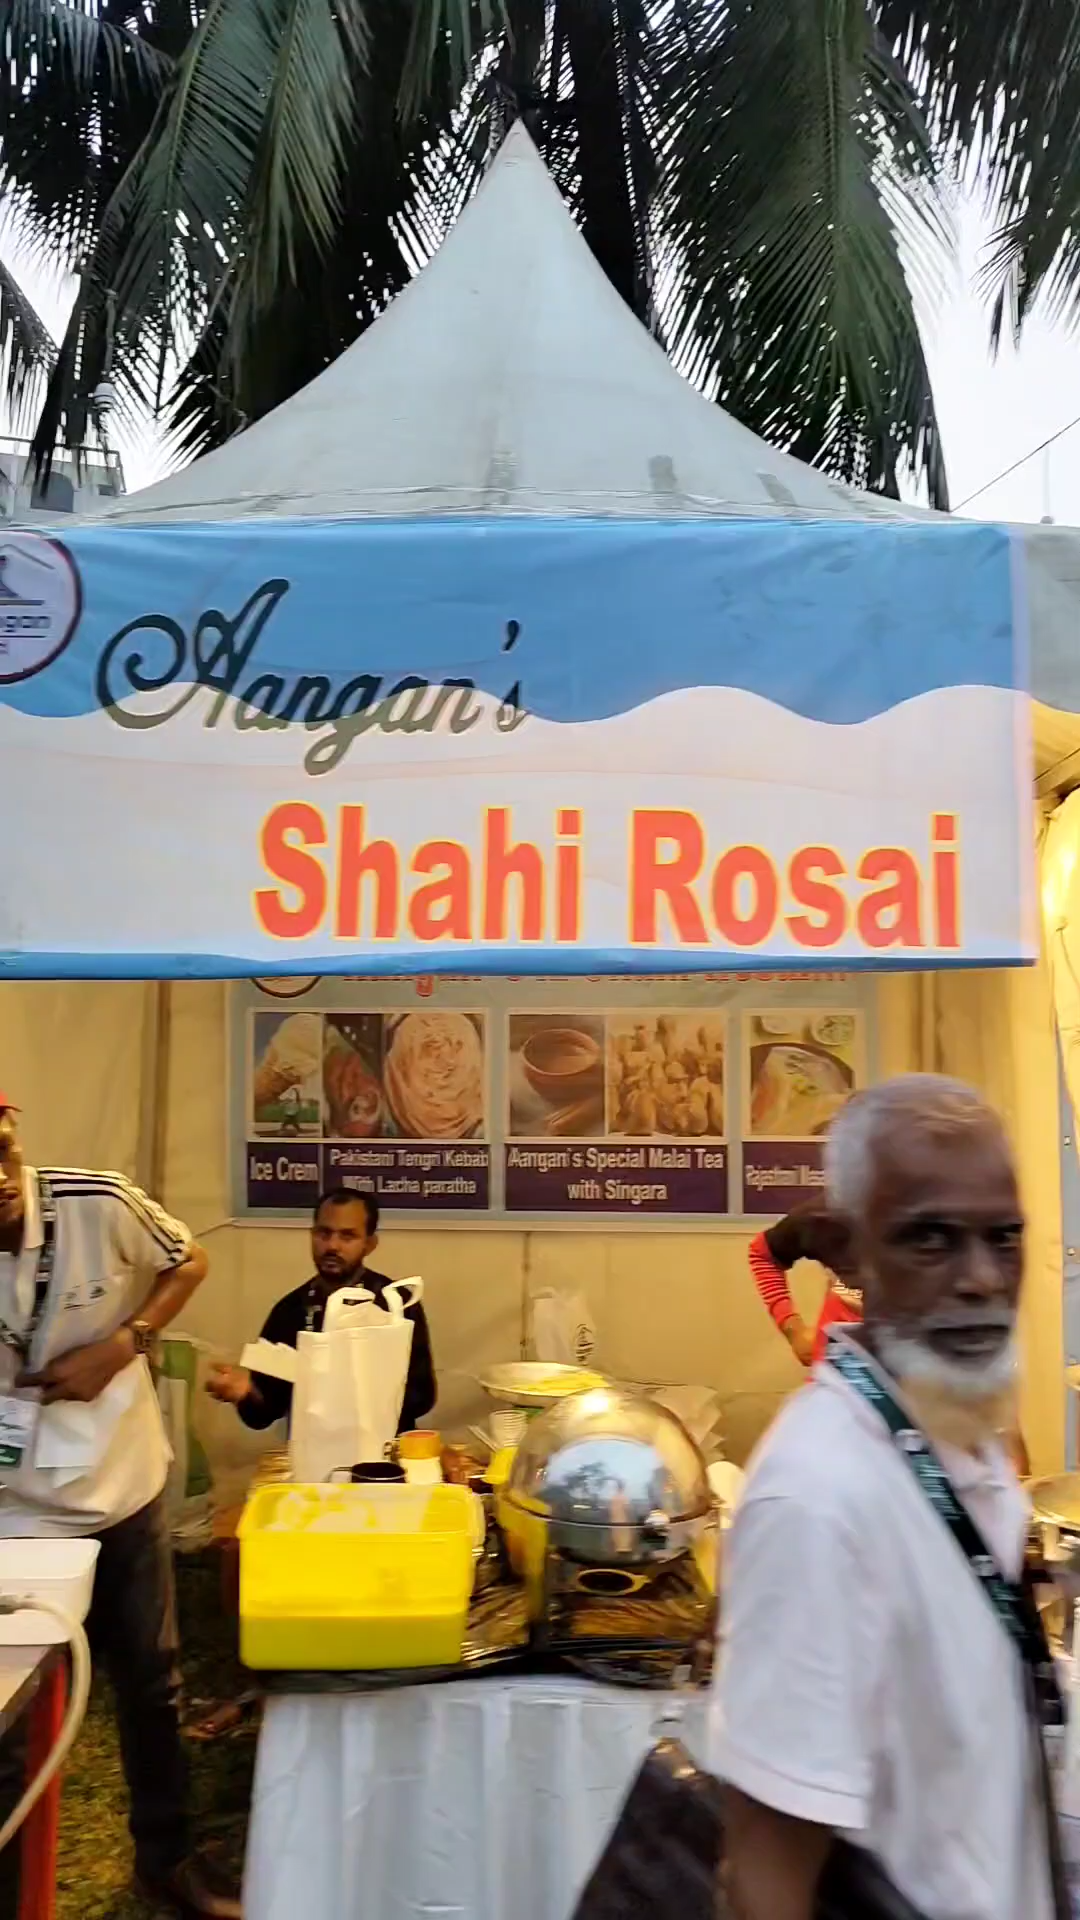 Aangan's
Shahi Rosai
Ice Crem
Pakistani Tengri Kebab
With Lacha paratha
Aangan's Special Malai Tea
with Singara